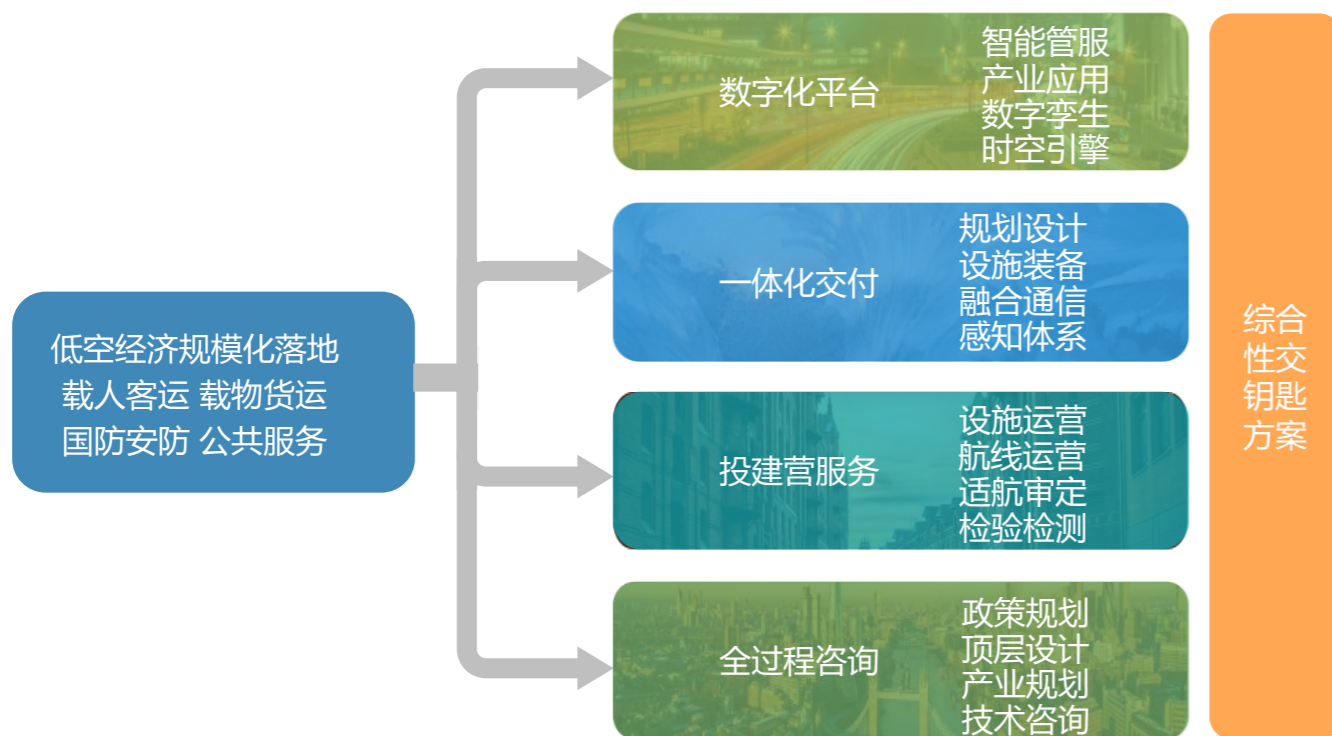 低空经济规模化落地
载人客运 载物货运
国防安防 公共服务
数字化平台
智能管服
产业应用
数字孪生
时空引擎
一体化交付
规划设计
设施装备
融合通信
感知体系
投建营服务
设施运营
航线运营
适航审定
检验检测
全过程咨询
政策规划
顶层设计
产业规划
技术咨询
综合
性交
钥匙
方案